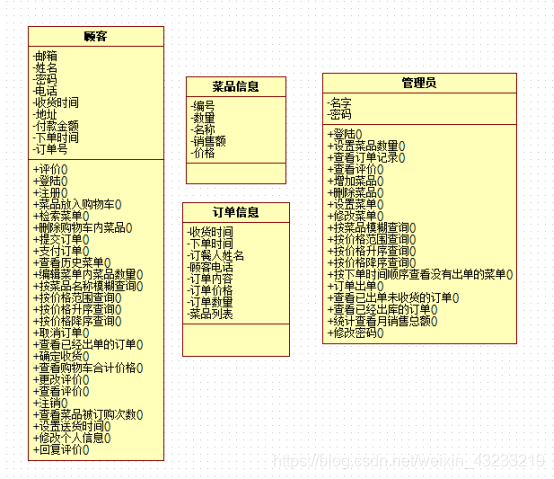 顾客
-邮箱
-姓名
-密码
-电话
-收货时间
-地址
-付款金额
-下单时间
-订单号
+评价()
+登陆()
+注册()
+菜品放入购物车()
+检索菜单()
+删除购物车内菜品()
+提交订单()
+支付订单()
+查看历史菜单()
+编辑菜单内菜品数量()
+按菜品名称模糊查询()
+按价格范围查询()
+按价格升序查询()
+按价格降序查询()
+取消订单()
+查看已经出单的订单()
+确定收货()
+查看购物车合计价格()
+更改评价()
+查看评价()
+注销()
+查看菜品被订购次数()
+设置送货时间()
+修改个人信息()
+回复评价()
菜品信息
-编号
-数量
-名称
-销售额
-价格
订单信息
-收货时间
-下单时间
-订餐人姓名
-顾客电话
-订单内容
-订单价格
-订单数量
-菜品列表
管理员
-名字
-密码
+登陆()
+设置菜品数量()
+查看订单记录()
+查看评价()
+增加菜品()
+删除菜品()
+设置菜单()
+修改菜单()
+按菜品模糊查询()
+按价格范围查询()
+按价格升序查询()
+按价格降序查询()
+按下单时间顺序查看没有出单的菜单()
+订单出单()
+查看已出单未收货的订单()
+查看已经出库的订单()
+统计查看月销售总额()
+修改密码()
https://blog.csdn.net/weixin_43233219